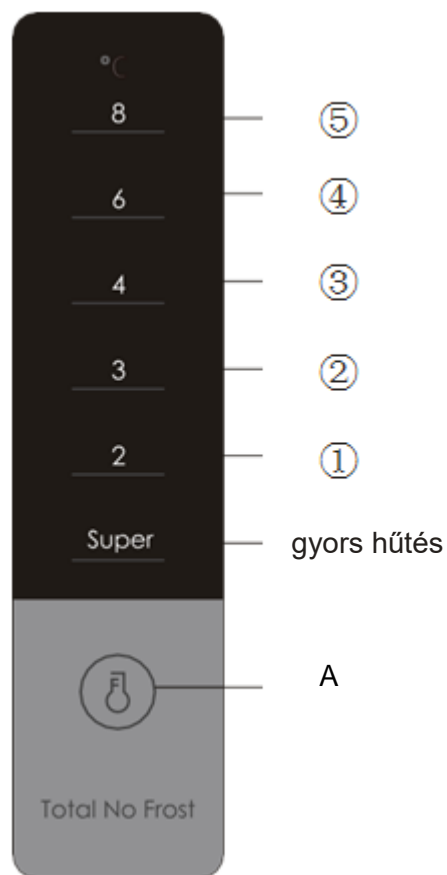 °C
8 ⑤
6 ④
4 ③
3 ②
2 ①
Super gyors hűtés
A
Total No Frost